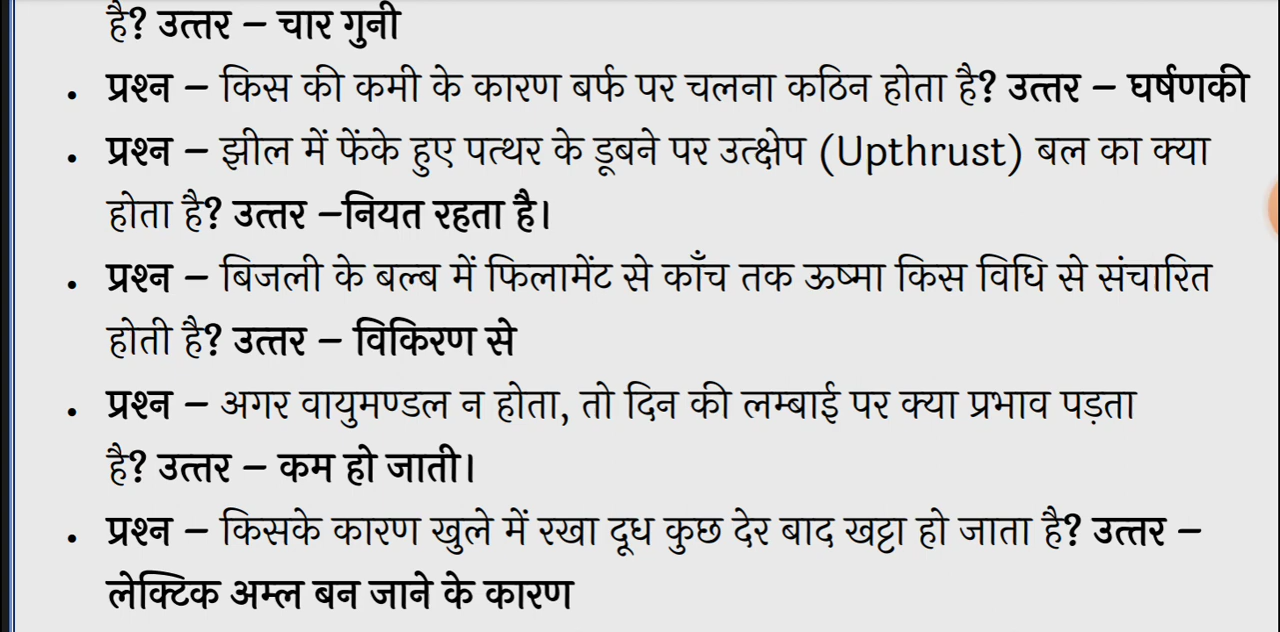 है? उत्तर – चार गुनी
• प्रश्न – किस की कमी के कारण बर्फ पर चलना कठिन होता है? उत्तर – घर्षणकी
• प्रश्न – झील में फेंके हुए पत्थर के डूबने पर उत्क्षेप (Upthrust) बल का क्या
होता है? उत्तर –नियत रहता है।
• प्रश्न – बिजली के बल्ब में फिलामेंट से काँच तक ऊष्मा किस विधि से संचारित
होती है? उत्तर – विकिरण से
• प्रश्न – अगर वायुमण्डल न होता, तो दिन की लम्बाई पर क्या प्रभाव पड़ता
है? उत्तर – कम हो जाती।
• प्रश्न – किसके कारण खुले में रखा दूध कुछ देर बाद खट्टा हो जाता है? उत्तर –
लेक्टिक अम्ल बन जाने के कारण